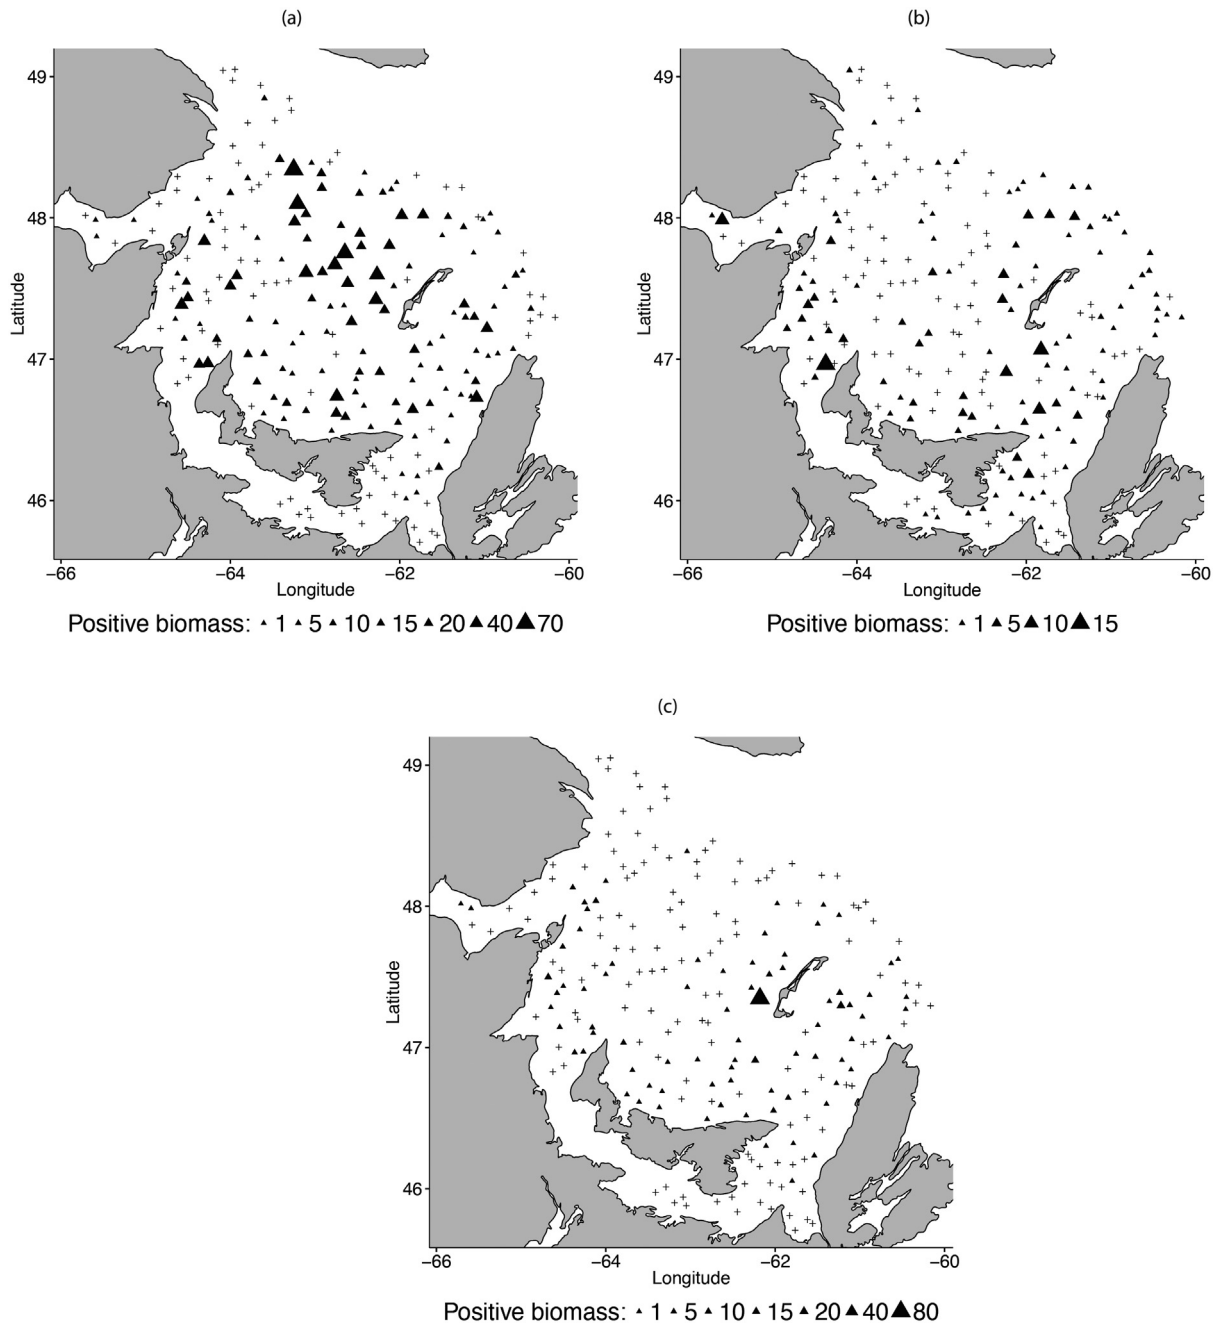 (a)
49
48
47
46
Latitude
−66
−64
−62
−60
Longitude
Positive biomass: 1 5 10 15 20 40 70
(b)
49
48
47
46
Latitude
−66
−64
−62
−60
Longitude
Positive biomass: 1 5 10 15
(c)
49
48
47
46
Latitude
−66
−64
−62
−60
Longitude
Positive biomass: 1 5 10 15 20 40 80